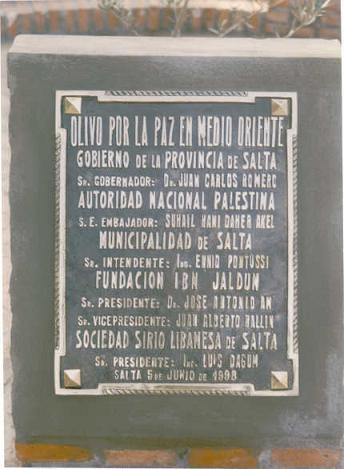 OLIVO POR LA PAZ EN MEDIO ORIENTE
GOBIERNO DE LA PROVINCIA DE SALTA
SR. GOBERNADOR: DR. JUAN CARLOS ROMERO
AUTORIDAD NACIONAL PALESTINA
S. E. EMBAJADOR: SUHAIL HANI DAHER AKEL
MUNICIPALIDAD DE SALTA
SR. INTENDENTE: ING. ENNIO PONTUSSI
FUNDACION IBN JALDUN
SR. PRESIDENTE: DR. JOSE ANTONIO
SR. VICEPRESIDENTE: JUAN ALBERTO
SOCIEDAD SIRIO LIBANESA DE SALTA
SR. PRESIDENTE: ING. LUIS
SALTA 5 DE JUNIO DE 1998